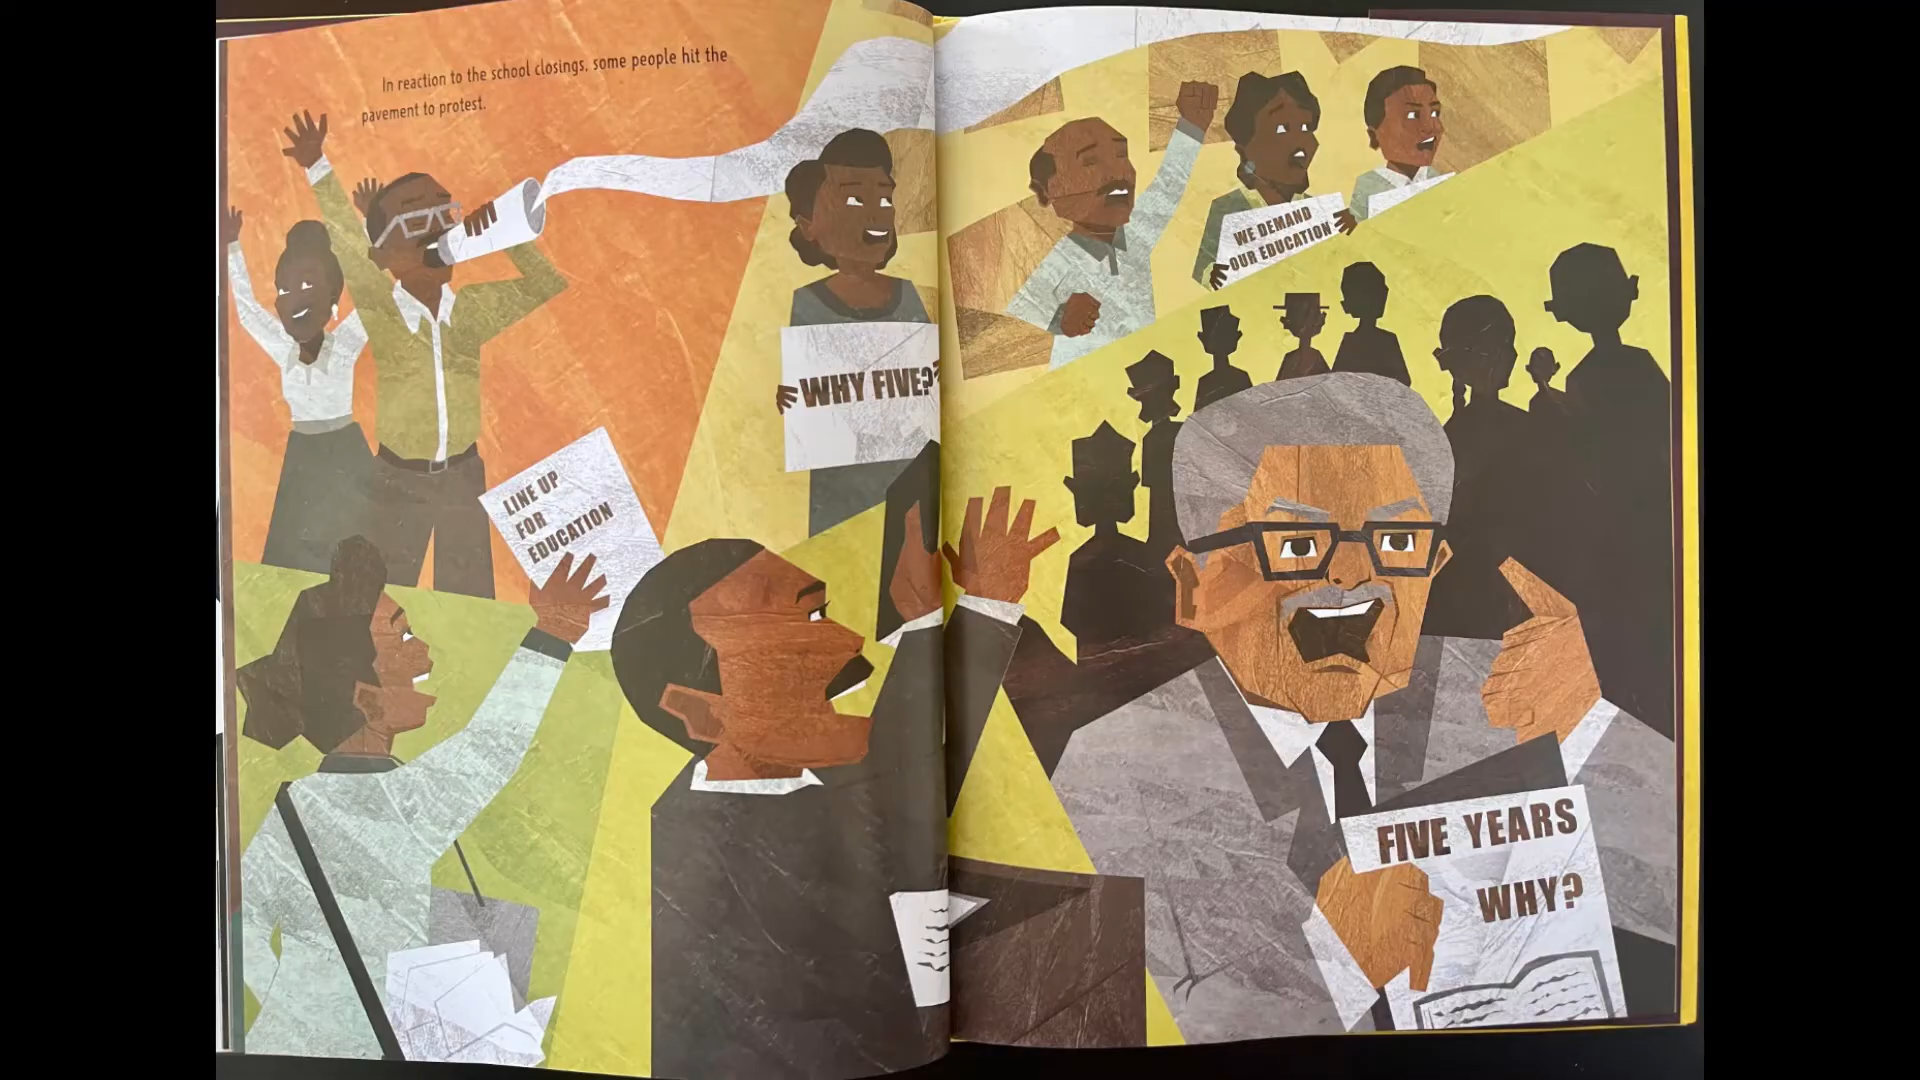 In reaction to the school closings, some people hit the
pavement to protest.
WHY FIVE?
LINE UP
FOR
EDUCATION
WE DEMAND
OUR EDUCATION
FIVE YEARS
WHY?